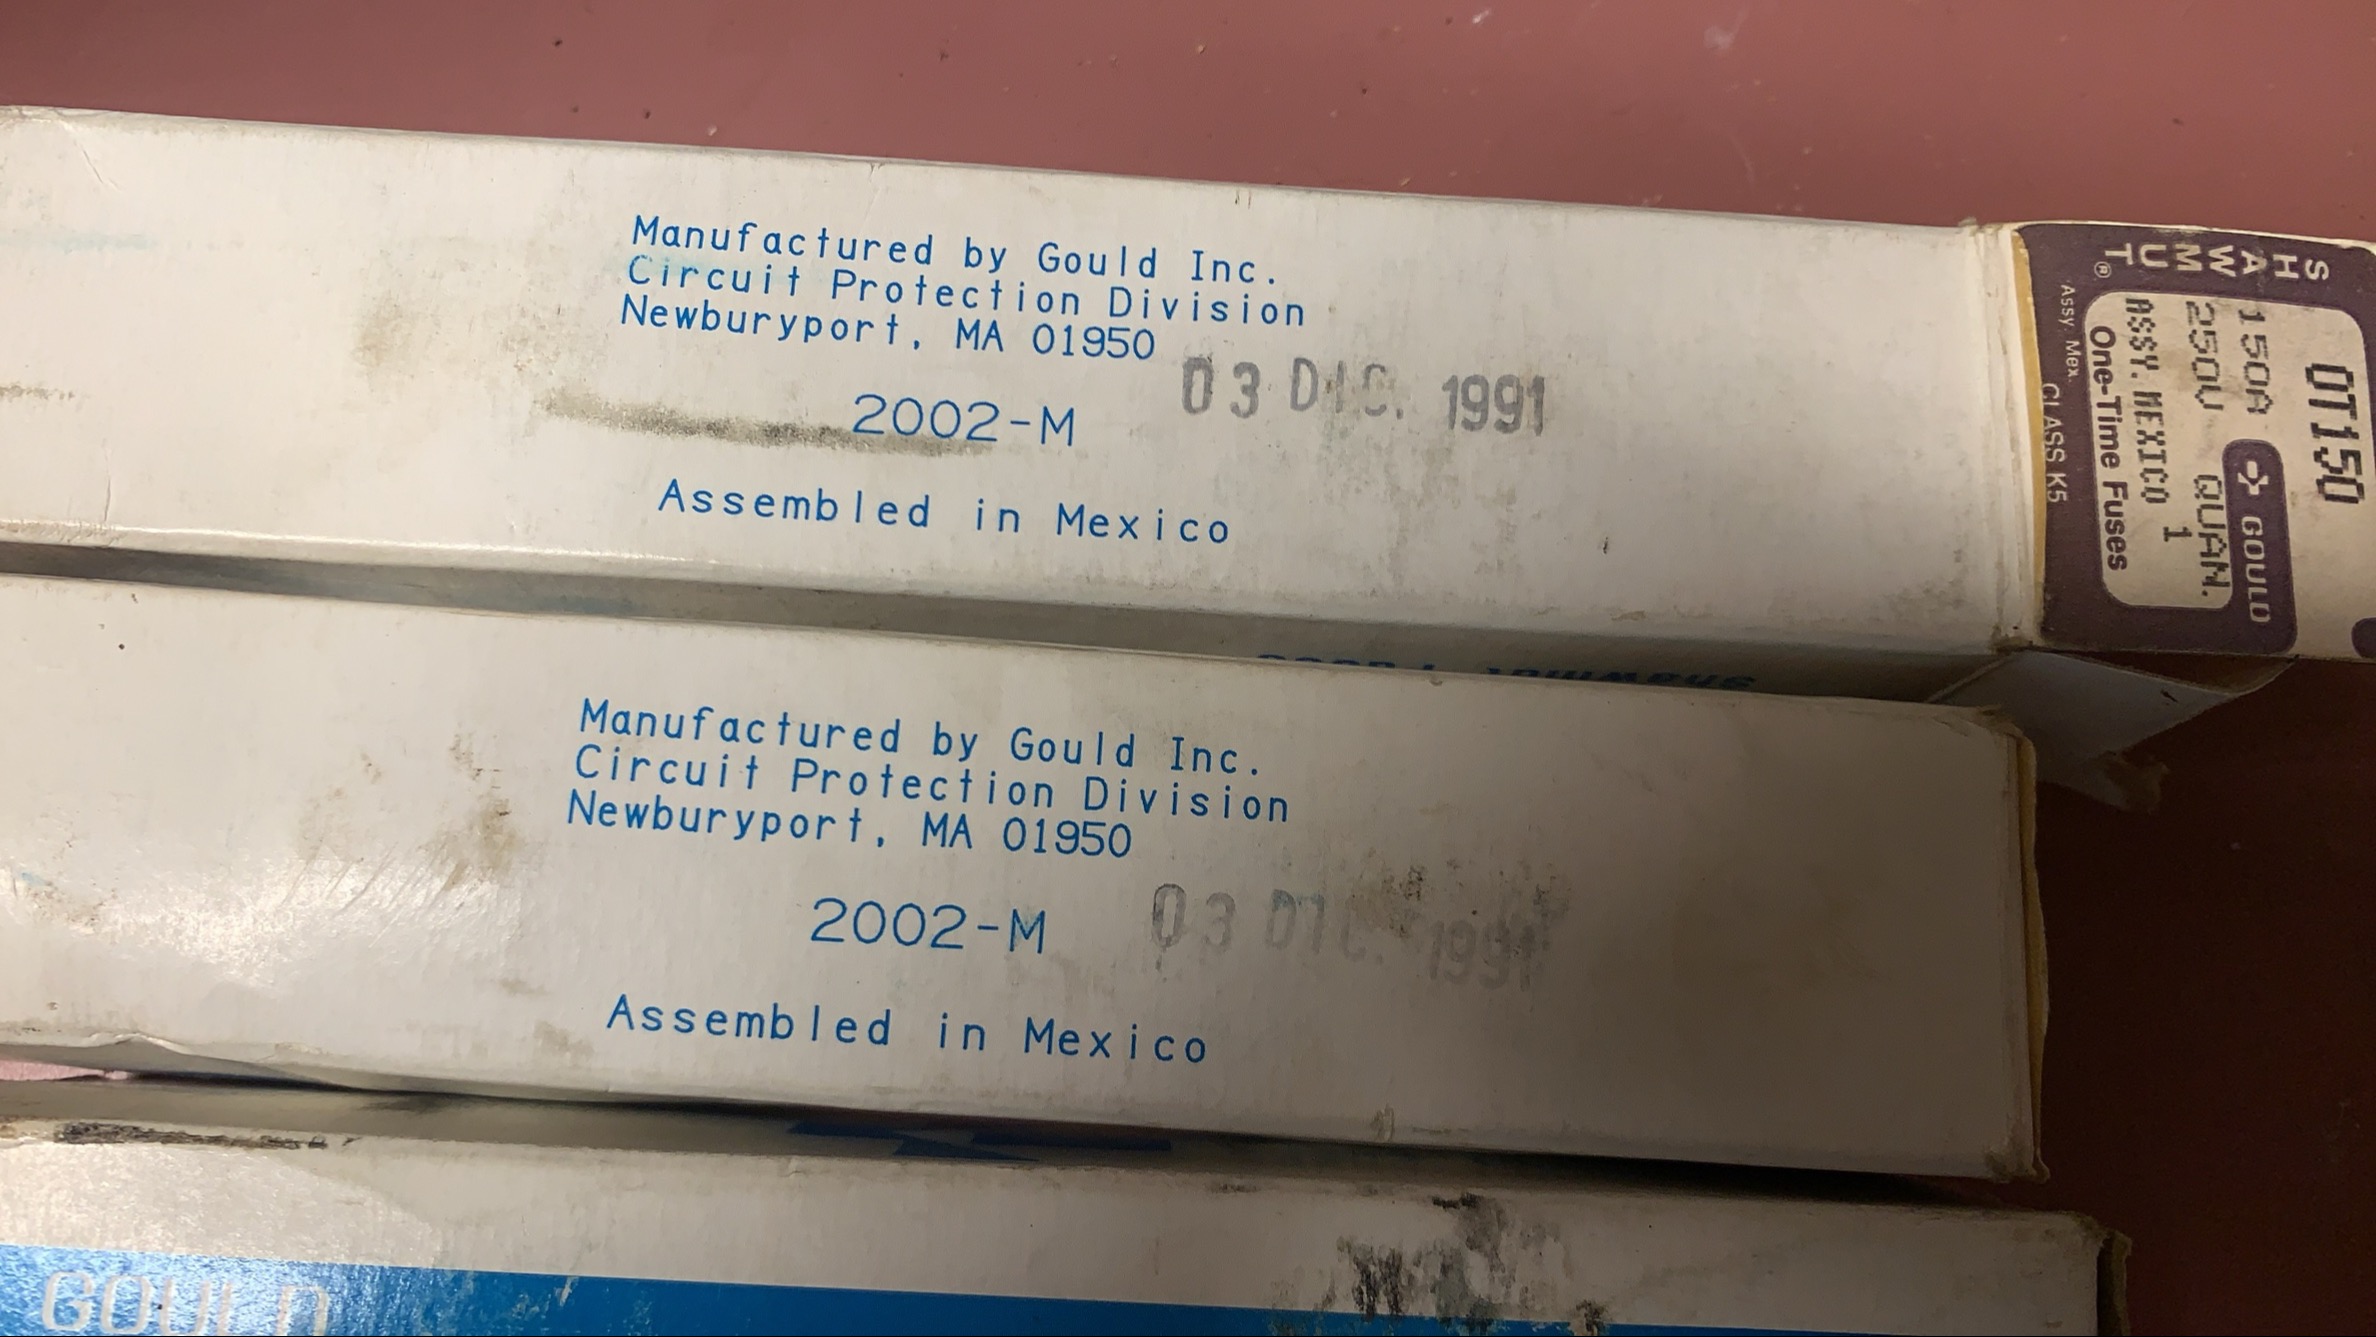 Manufactured by Gould Inc.
Circuit Protection Division
Newburyport, MA 01950
03 DIC. 1991
2002-M
Assembled in Mexico
SHAWMUT®
OT150
150A
GOULD
250V QUAN.
1
ASSY. MEXICO
One-Time Fuses
Assy. Mex. CLASS K5
Shawmut
Manufactured by Gould Inc.
Circuit Protection Division
Newburyport, MA 01950
2002-M 03 DIC. 1991
Assembled in Mexico
GOULD